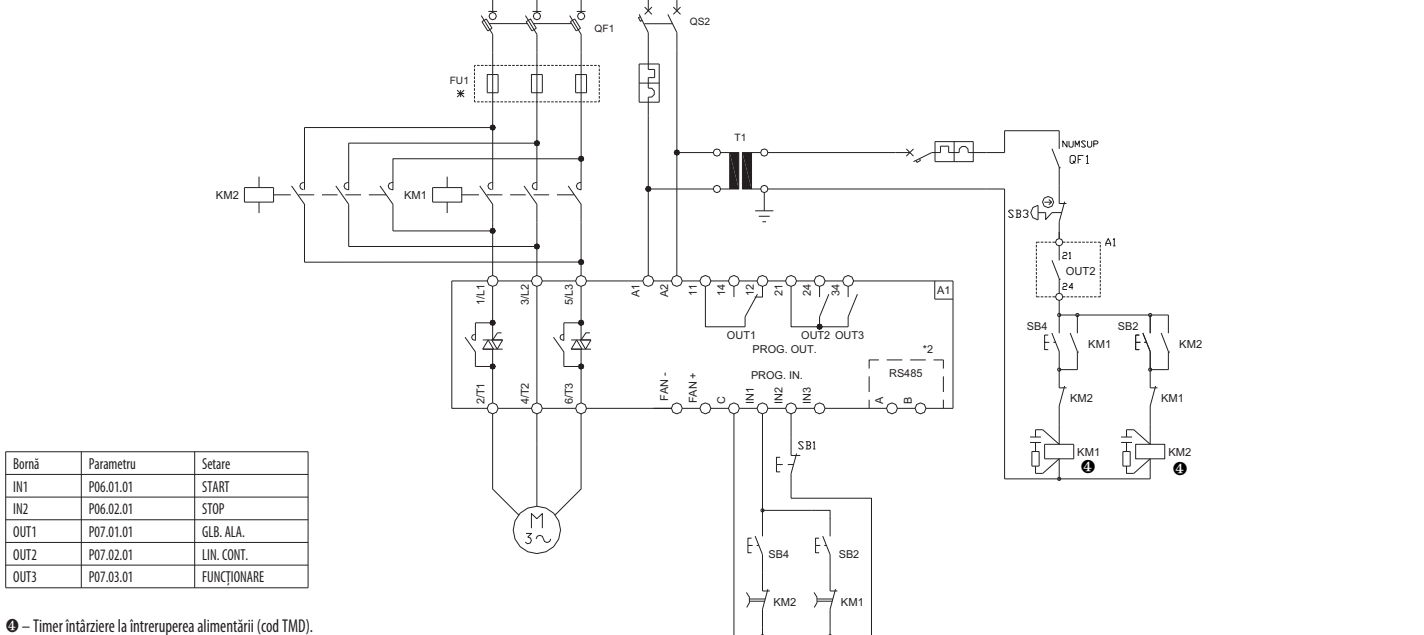 QF1
QS2
FU1
T1
NUMSUP
QF1
KM2
KM1
SB3
A1
21
OUT2
24
1/L1
3/L2
5/L3
A1
A2
11
14
12
21
24
34
A1
OUT1
OUT2
OUT3
PROG. OUT.
*2
PROG. IN.
RS485
SB4
KM1
SB2
KM2
2/T1
4/T2
6/T3
FAN -
FAN +
C
IN1
IN2
IN3
A
B
KM2
KM1
SB1
KM1
❹
KM2
❹
Bornă Parametru Setare
IN1 P06.01.01 START
IN2 P06.02.01 STOP
OUT1 P07.01.01 GLB. ALA.
OUT2 P07.02.01 LIN. CONT.
OUT3 P07.03.01 FUNCȚIONARE
M
3~
SB4
SB2
KM2
KM1
❹ – Timer întârziere la întreruperea alimentării (cod TMD).